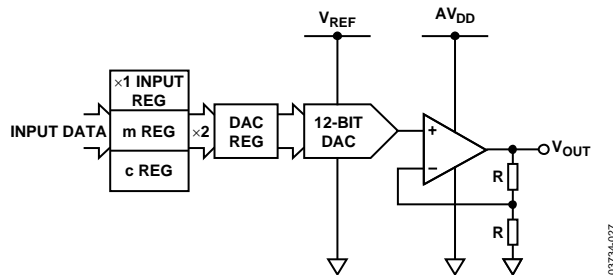 V_REF
AV_DD
×1 INPUT
REG
INPUT DATA
m REG
×2
DAC
REG
12-BIT
DAC
+
–
V_OUT
R
c REG
R
03734-027